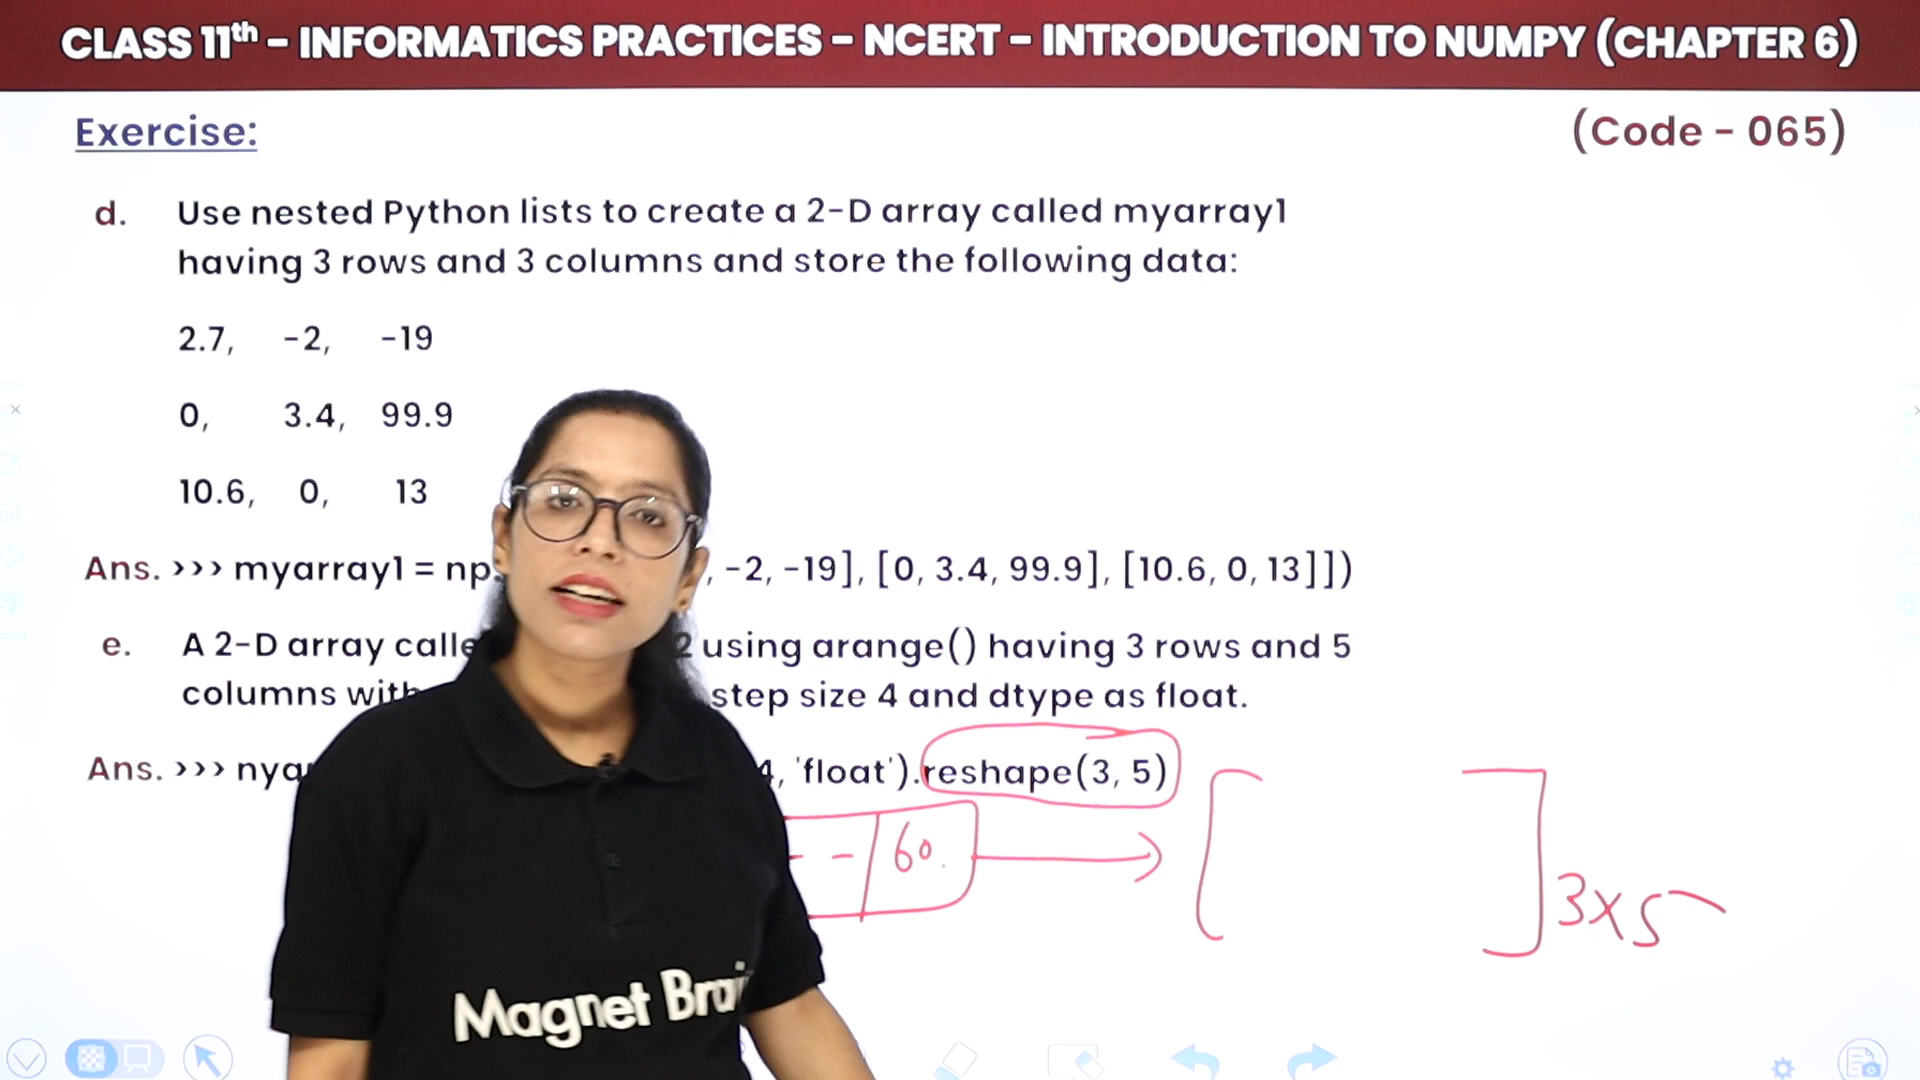 CLASS 11th - INFORMATICS PRACTICES - NCERT - INTRODUCTION TO NUMPY (CHAPTER 6)
Exercise:
(Code - 065)
d. Use nested Python lists to create a 2-D array called myarray1
having 3 rows and 3 columns and store the following data:
2.7, -2, -19
0, 3.4, 99.9
10.6, 0, 13
Ans. >>> myarray1 = np. , -2, -19], [0, 3.4, 99.9], [10.6, 0, 13]])
e. A 2-D array calle 2 using arange() having 3 rows and 5
columns with step size 4 and dtype as float.
Ans. >>> nyar 4, 'float').reshape(3, 5)
- - 60.
3x5
Magnet Brai